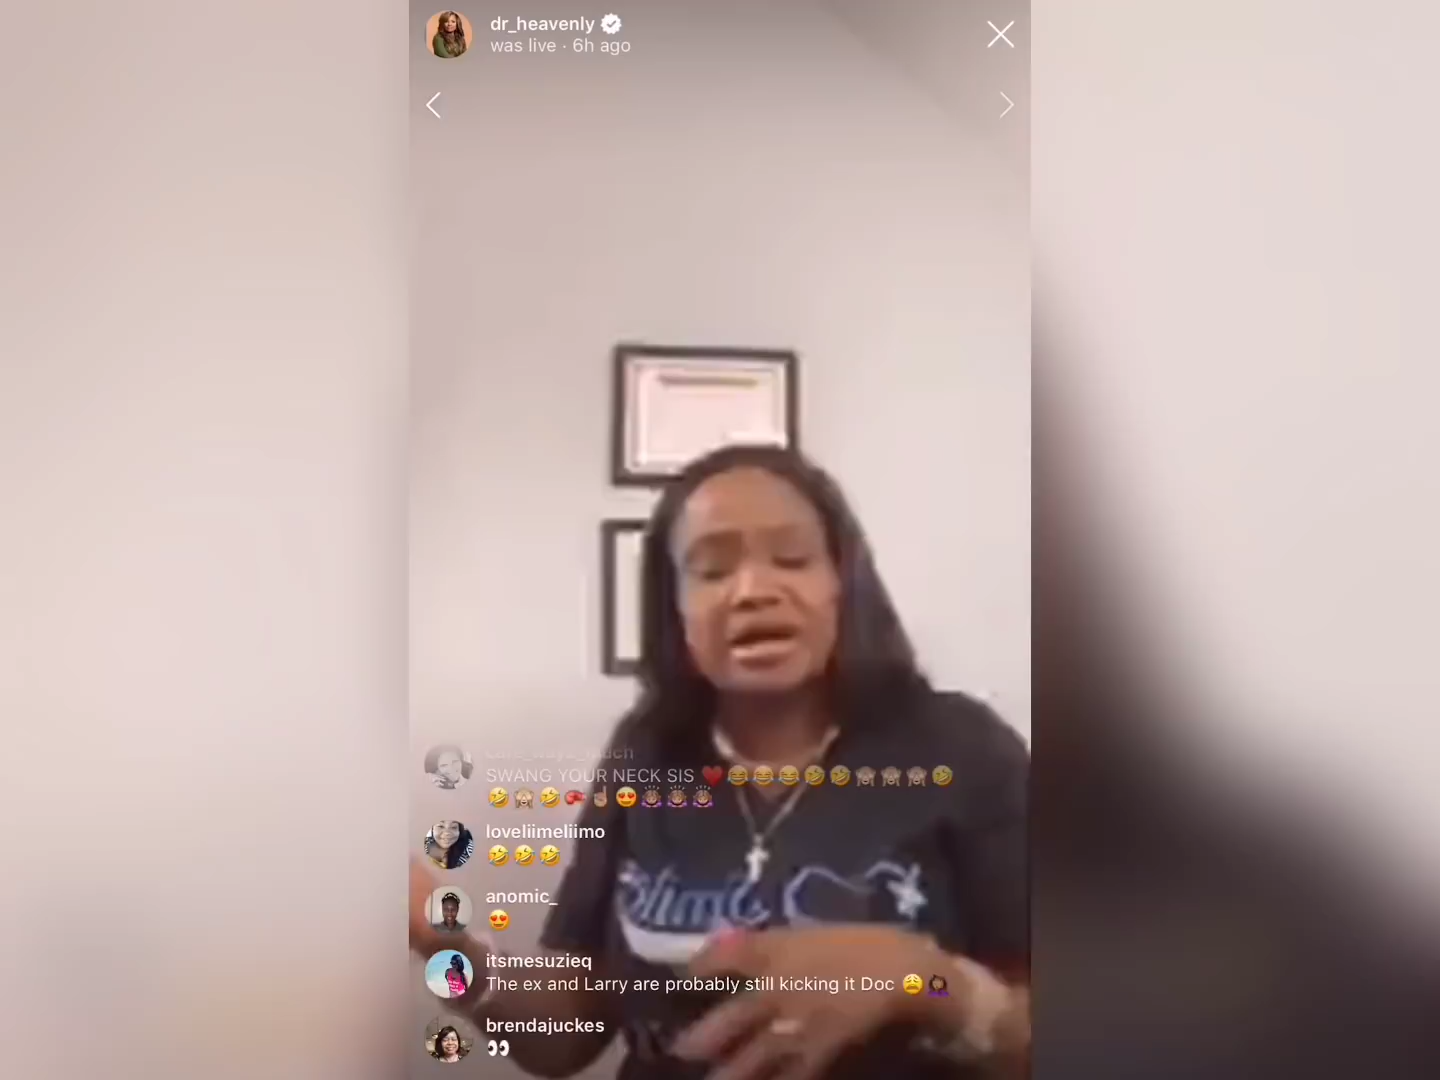 dr_heavenly
was live · 6h ago
SWANG YOUR NECK SIS ❤️😂😂😂🤣🤣🙈🙈🙈🤣
🤣🙈🤣🥊☝🏽😍🙌🏽🙌🏽🙌🏽
loveliimeliimo
🤣🤣🤣
anomic_
😍
itsmesuzieq
The ex and Larry are probably still kicking it Doc 😩🤦🏾‍♀️
brendajuckes
👀